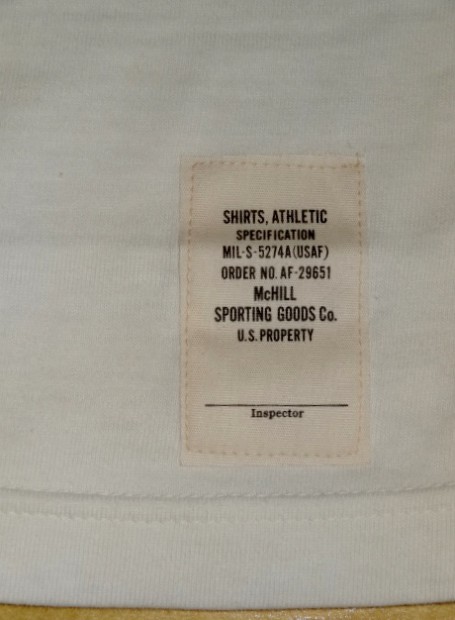 SHIRTS, ATHLETIC
SPECIFICATION
MIL-S-5274A(USAF)
ORDER NO. AF-29651
McHILL
SPORTING GOODS Co.
U.S. PROPERTY
Inspector